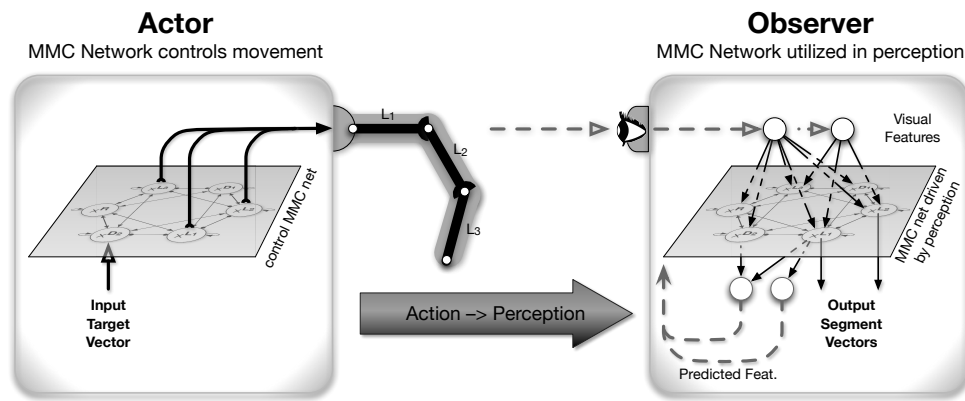 Actor
MMC Network controls movement
Observer
MMC Network utilized in perception
L1
L2
L3
Visual
Features
control MMC net
MMC net driven
by perception
Input
Target
Vector
Action –> Perception
Output
Segment
Vectors
Predicted Feat.